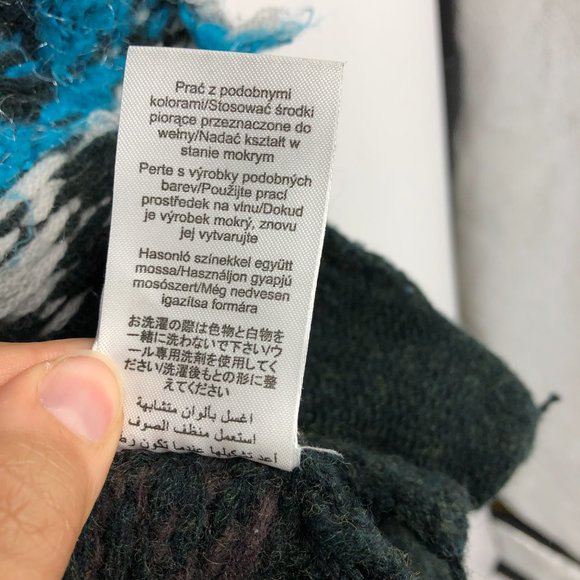 Prać z podobnymi
kolorami/Stosować środki
piorące przeznaczone do
wełny/Nadać kształt w
stanie mokrym
Perte s výrobky podobných
barev/Použijte prací
prostředek na vlnu/Dokud
je výrobek mokrý, znovu
jej vytvarujte
Hasonló színekkel együtt
mossa/Használjon gyapjú
mosószert/Még nedvesen
igazítsa formára
お洗濯の際は色物と白物を
一緒に洗わないで下さい/ウ
ール専用洗剤を使用してく
ださい/洗濯後もとの形に整
えてください
اغسل بألوان متشابهة
استعمل منظف الصوف
أعد تشكيلها عندما تكون